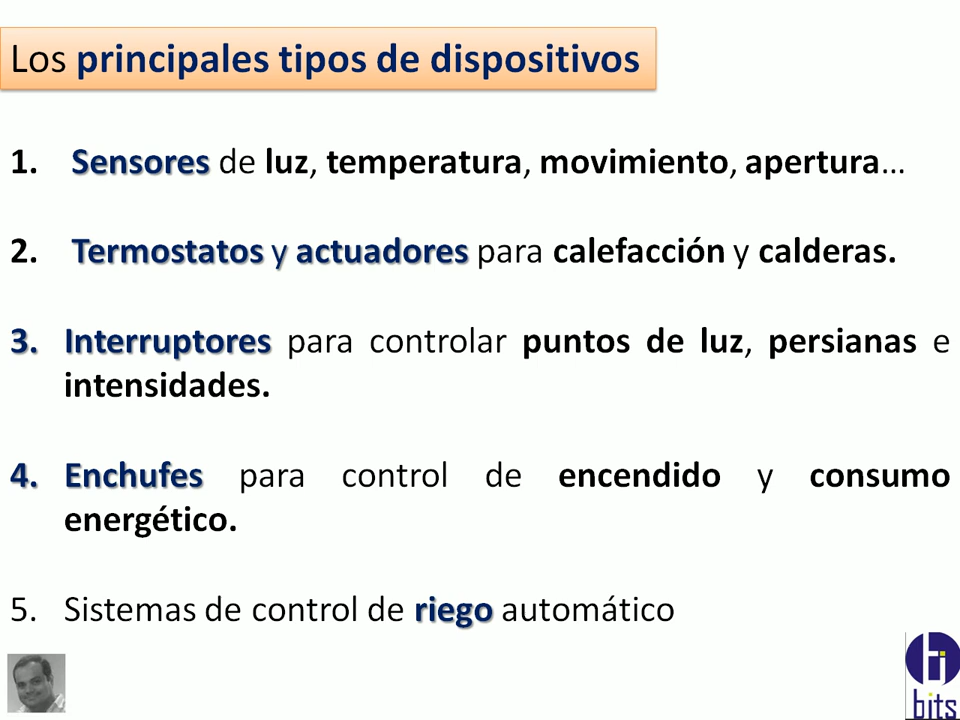 Los principales tipos de dispositivos
1. Sensores de luz, temperatura, movimiento, apertura…
2. Termostatos y actuadores para calefacción y calderas.
3. Interruptores para controlar puntos de luz, persianas e
intensidades.
4. Enchufes para control de encendido y consumo
energético.
5. Sistemas de control de riego automático
bits